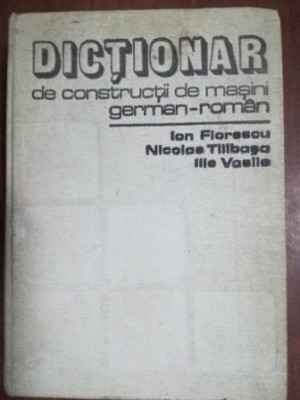 DICȚIONAR
de construcții de mașini
german-român
Ion Florescu
Nicolae Tilibașa
Ilie Vasile